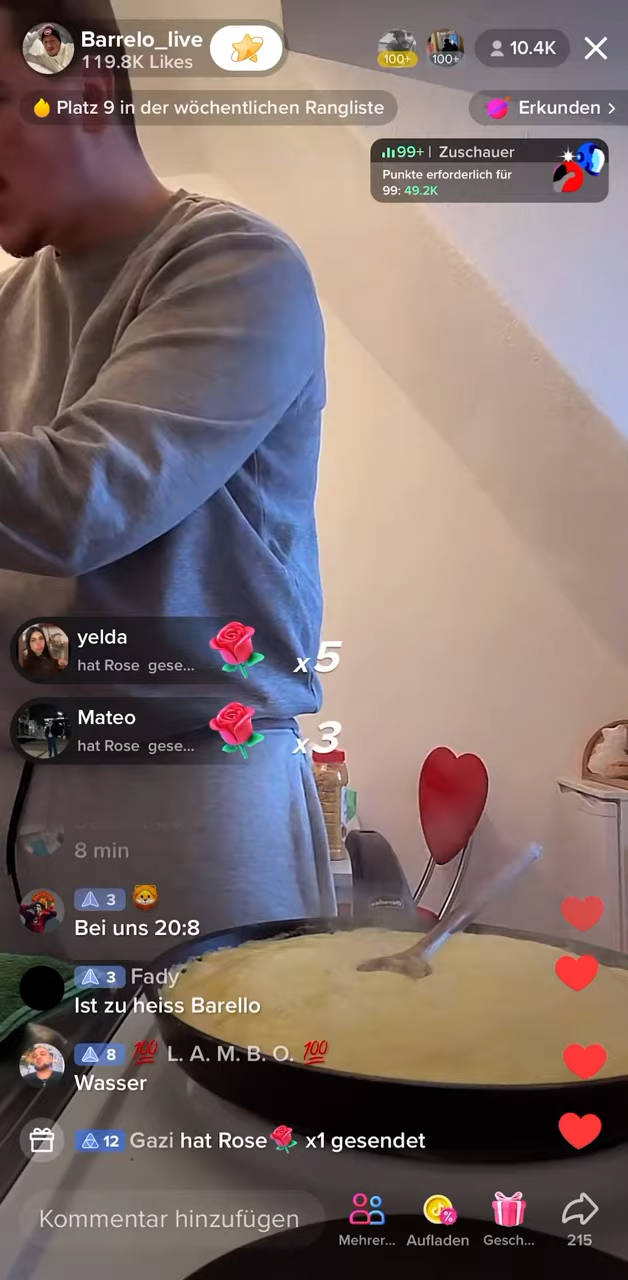 Barrelo_live
119.8K Likes
100+
100+
10.4K
Platz 9 in der wöchentlichen Rangliste
Erkunden >
99+ | Zuschauer
Punkte erforderlich für
99: 49.2K
yelda
hat Rose gese...
x5
Mateo
hat Rose gese...
x3
8 min
3 🐯
Bei uns 20:8
3 Fady
Ist zu heiss Barello
8 💯 L. A. M. B. O. 💯
Wasser
12 Gazi hat Rose🌹 x1 gesendet
Kommentar hinzufügen
Mehrer...
Aufladen
Gesch...
215